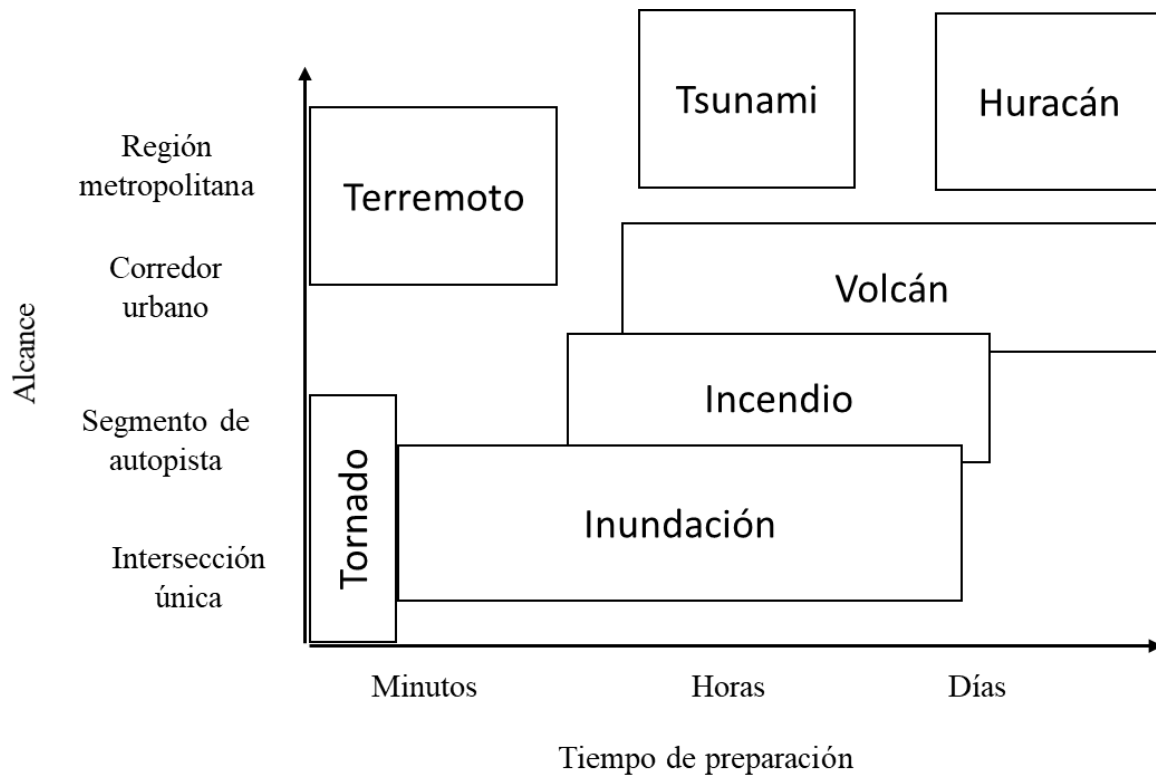 Tsunami
Huracán
Región
metropolitana
Terremoto
Corredor
urbano
Volcán
Alcance
Incendio
Segmento de
autopista
Tornado
Inundación
Intersección
única
Minutos
Horas
Días
Tiempo de preparación